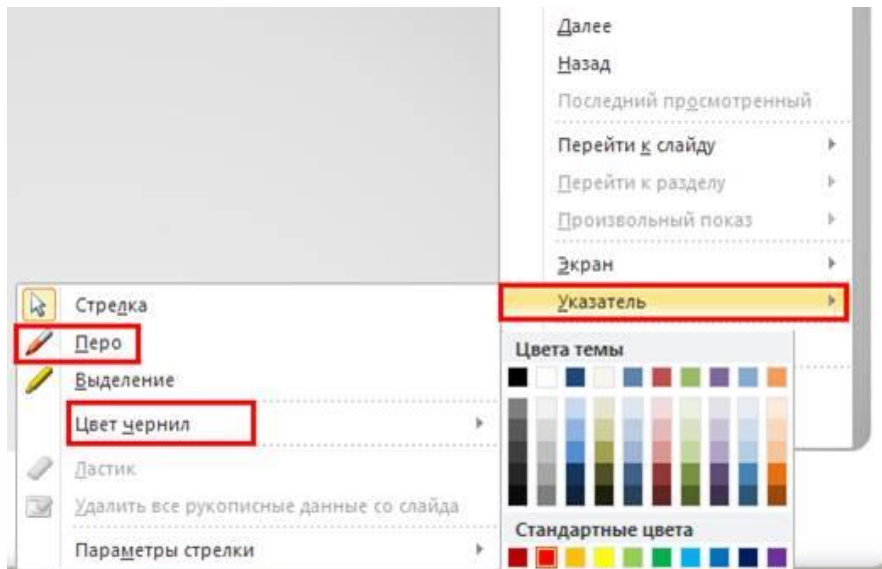 Далее
Назад
Последний просмотренный
Перейти к слайду
Перейти к разделу
Произвольный показ
Экран
Указатель
Стрелка
Перо
Выделение
Цвет чернил
Ластик
Удалить все рукописные данные со слайда
Параметры стрелки
Цвета темы
Стандартные цвета